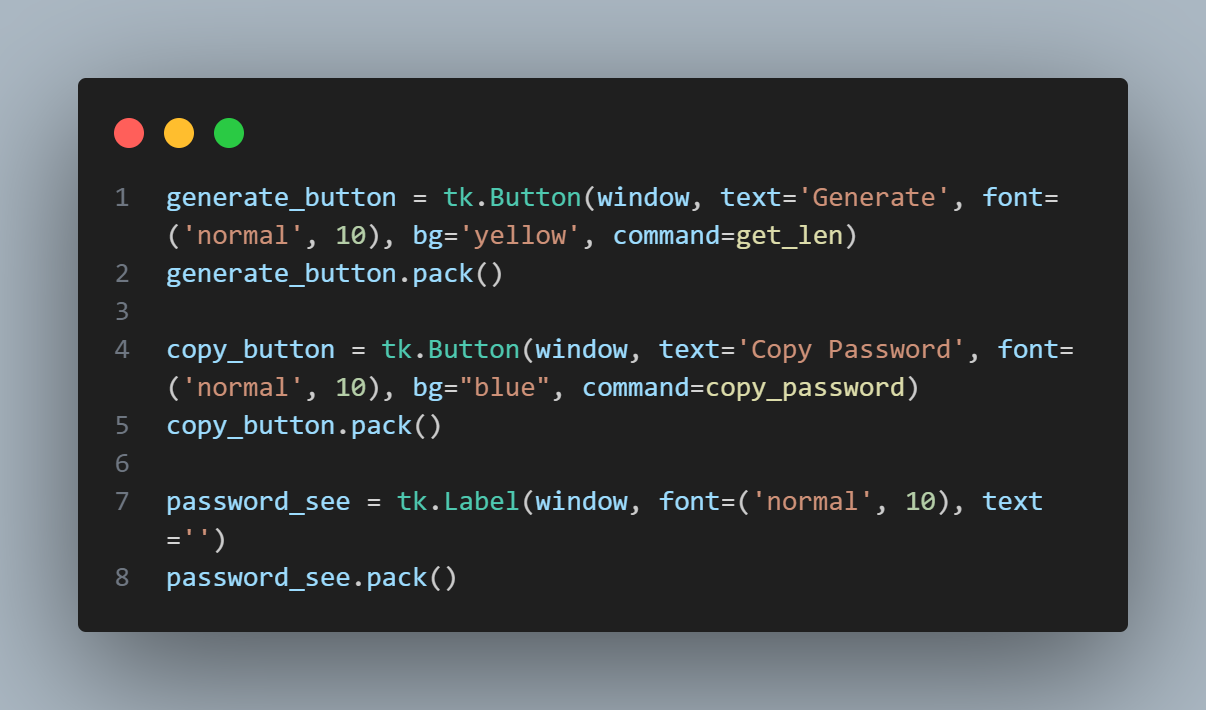 1 generate_button = tk.Button(window, text='Generate', font=
('normal', 10), bg='yellow', command=get_len)
2 generate_button.pack()
3
4 copy_button = tk.Button(window, text='Copy Password', font=
('normal', 10), bg="blue", command=copy_password)
5 copy_button.pack()
6
7 password_see = tk.Label(window, font=('normal', 10), text
='')
8 password_see.pack()